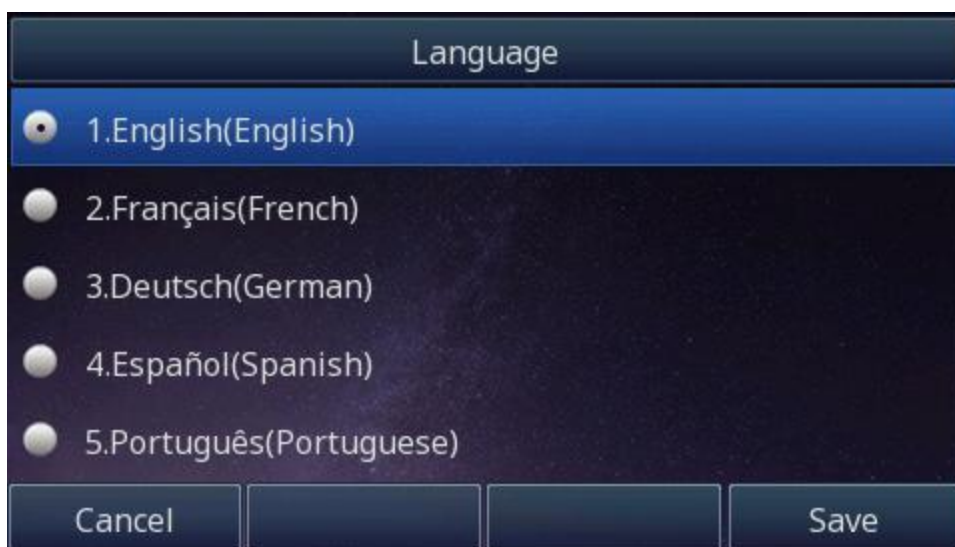 Language
1.English(English)
2.Français(French)
3.Deutsch(German)
4.Español(Spanish)
5.Português(Portuguese)
Cancel Save